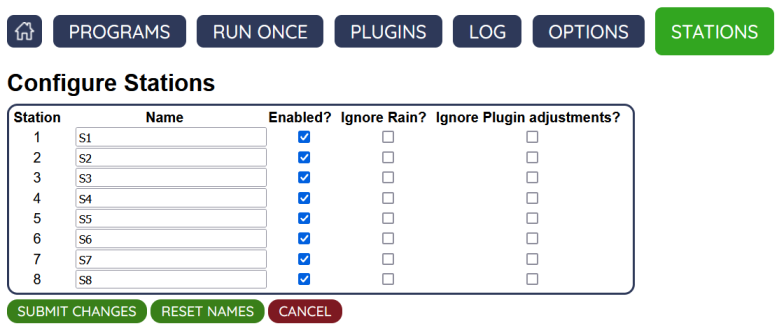 PROGRAMS RUN ONCE PLUGINS LOG OPTIONS STATIONS
Configure Stations
Station Name Enabled? Ignore Rain? Ignore Plugin adjustments?
1 S1
2 S2
3 S3
4 S4
5 S5
6 S6
7 S7
8 S8
SUBMIT CHANGES RESET NAMES CANCEL